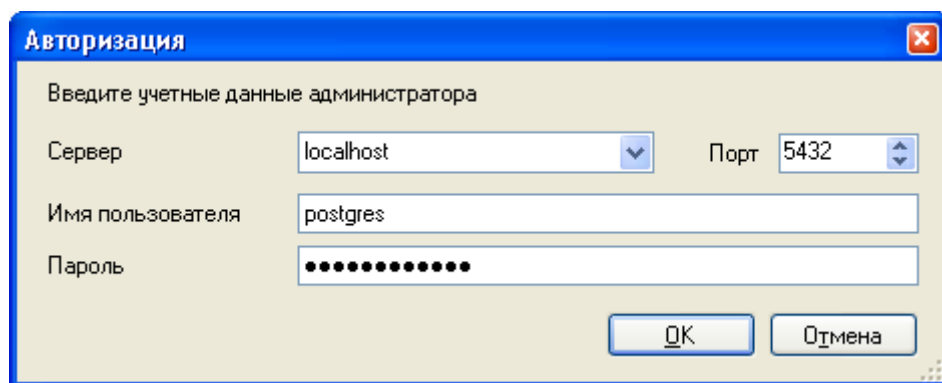 Авторизация
Введите учетные данные администратора
Сервер localhost Порт 5432
Имя пользователя postgres
Пароль ●●●●●●●●●●●●
OK Отмена